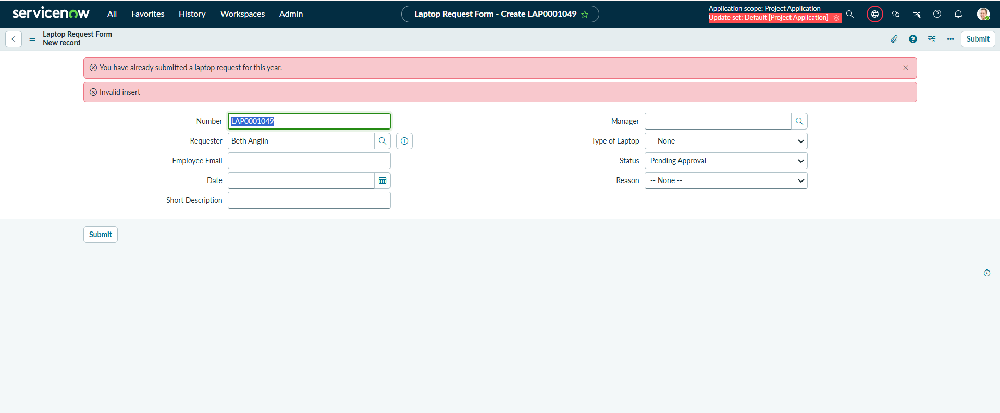 servicenow
All
Favorites
History
Workspaces
Admin
Laptop Request Form - Create LAP0001049
Application scope: Project Application
Update set: Default [Project Application]
Laptop Request Form
New record
Submit
You have already submitted a laptop request for this year.
Invalid insert
Number
LAP0001049
Requester
Beth Anglin
Employee Email
Date
Short Description
Manager
Type of Laptop
-- None --
Status
Pending Approval
Reason
-- None --
Submit